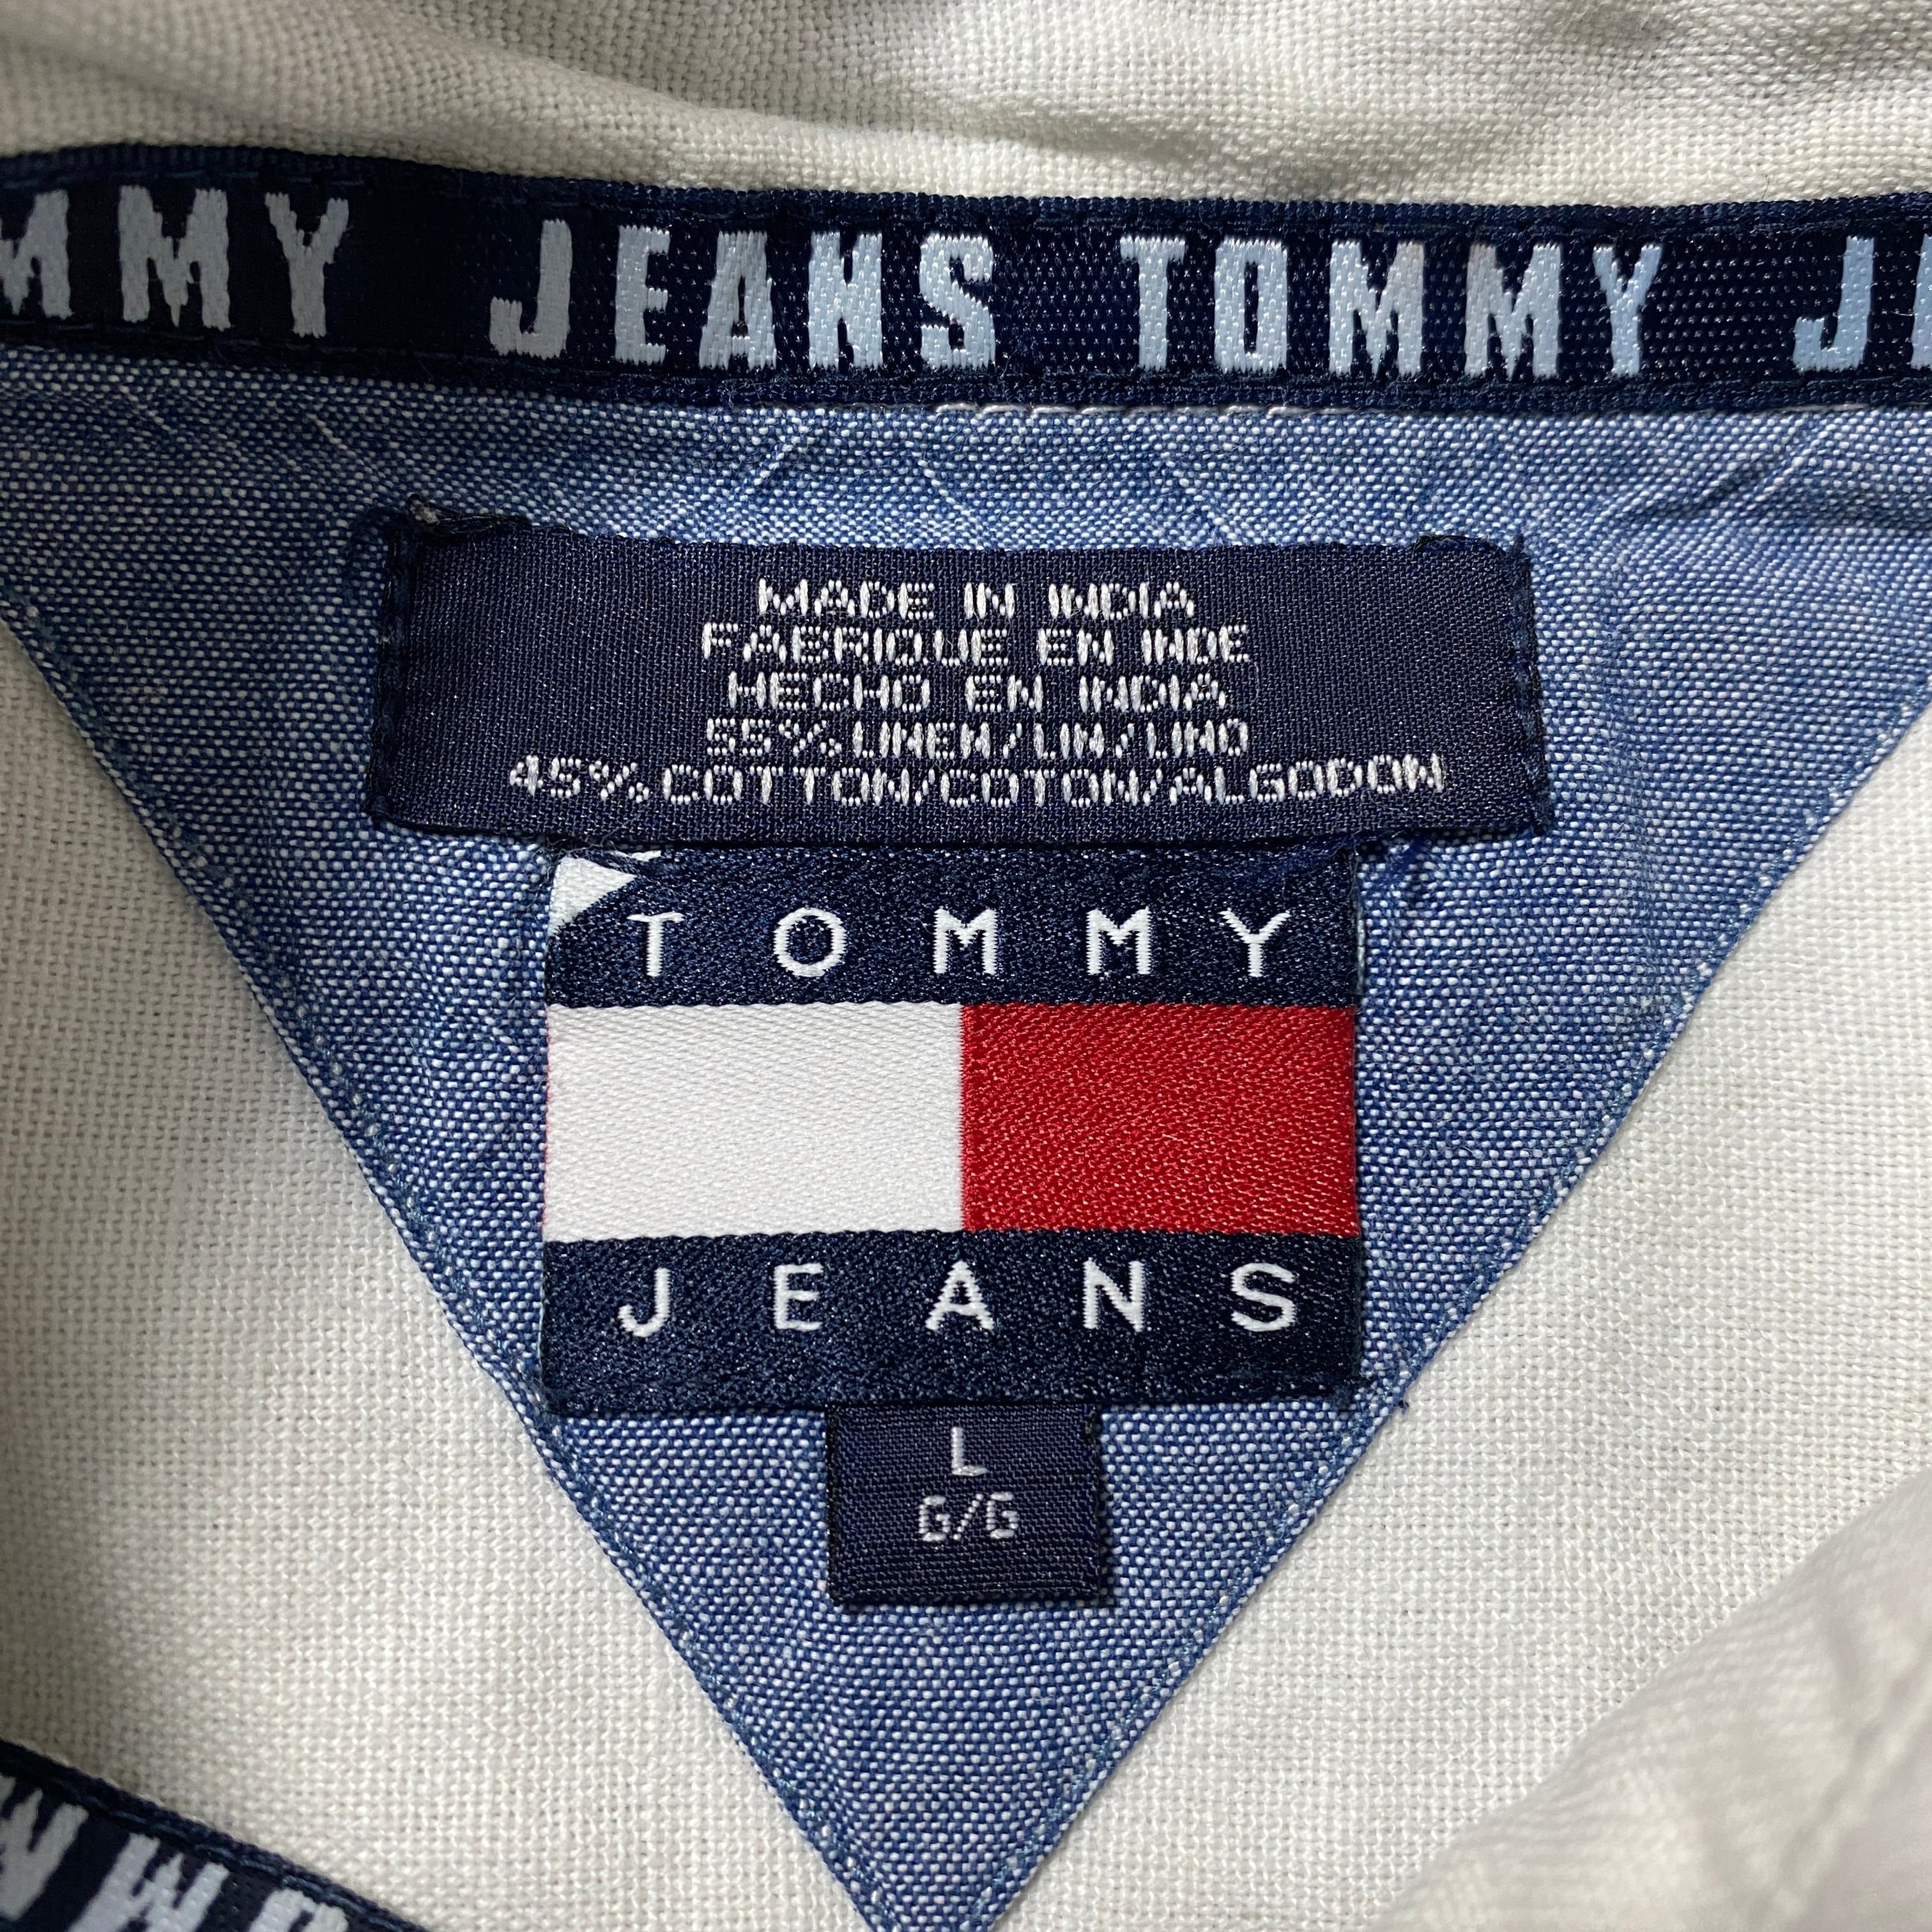 MMY JEANS TOMMY J
MADE IN INDIA
FABRIQUE EN INDE
HECHO EN INDIA
55% LINEN/LIN/LINO
45% COTTON/COTON/ALGODON
TOMMY
JEANS
L
G/G